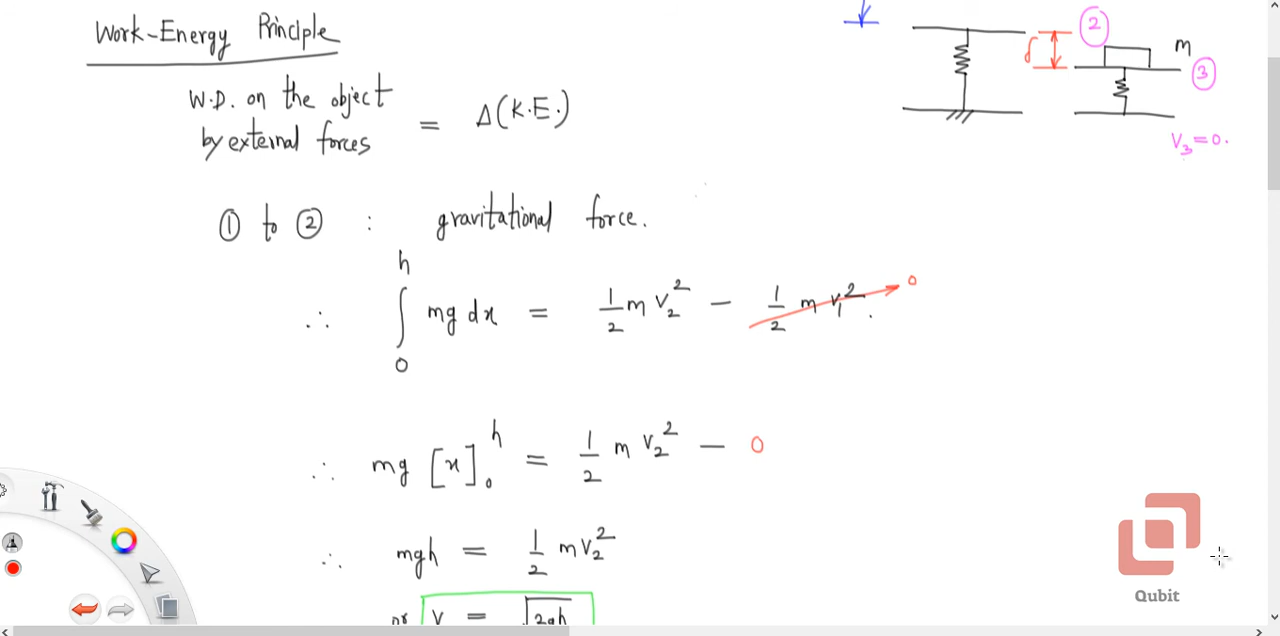 Work-Energy Principle
W.D. on the object by external forces = Δ(K.E.)
δ
②
m
③
V₃=0.
① to ② : gravitational force.
∴ ∫₀ʰ mg dx = 1/2 m V₂² − 1/2 m V₁². 0
∴ mg [x]₀ʰ = 1/2 m V₂² − 0
∴ mgh = 1/2 mV₂²
or V = √2gh
Qubit